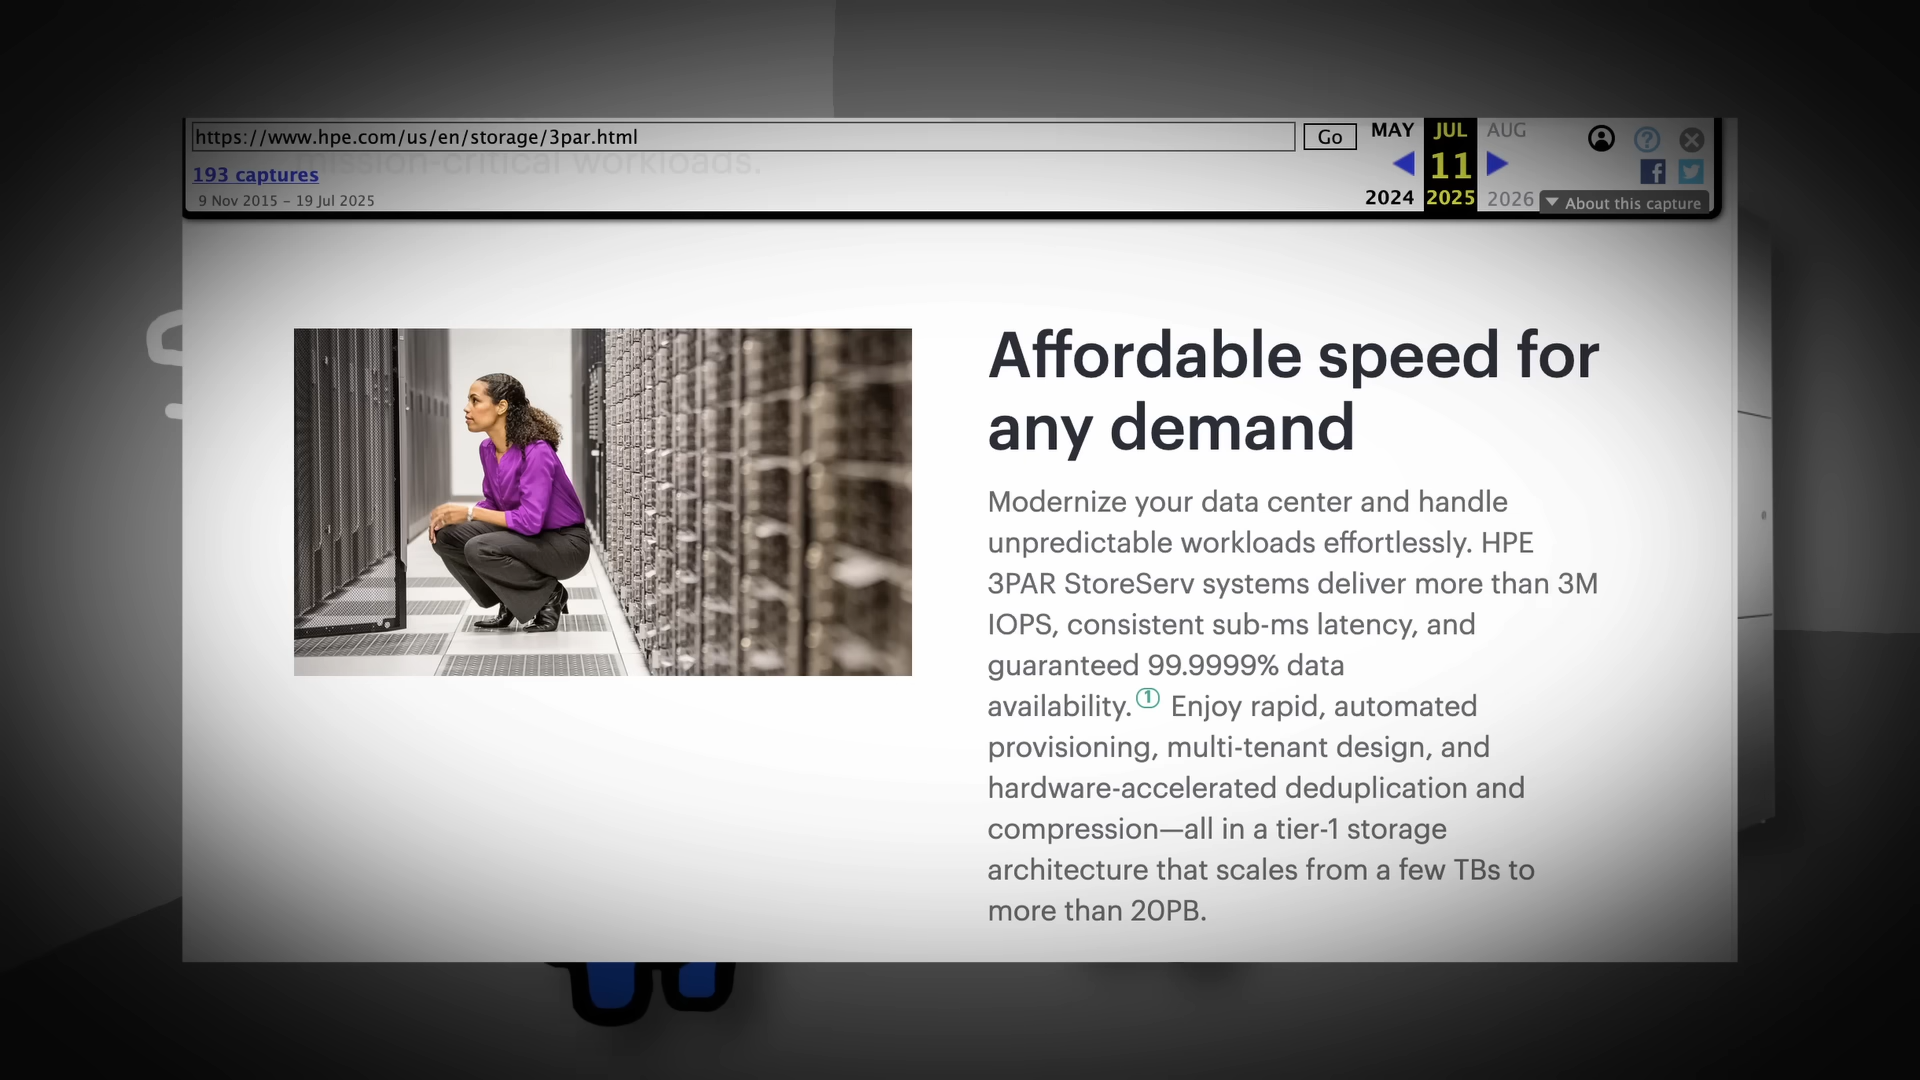 https://www.hpe.com/us/en/storage/3par.html
Go
MAY
JUL
AUG
mission-critical workloads.
193 captures
11
9 Nov 2015 – 19 Jul 2025
2024
2025
2026
About this capture
Affordable speed for
any demand
Modernize your data center and handle
unpredictable workloads effortlessly. HPE
3PAR StoreServ systems deliver more than 3M
IOPS, consistent sub-ms latency, and
guaranteed 99.9999% data
availability.① Enjoy rapid, automated
provisioning, multi-tenant design, and
hardware-accelerated deduplication and
compression—all in a tier-1 storage
architecture that scales from a few TBs to
more than 20PB.